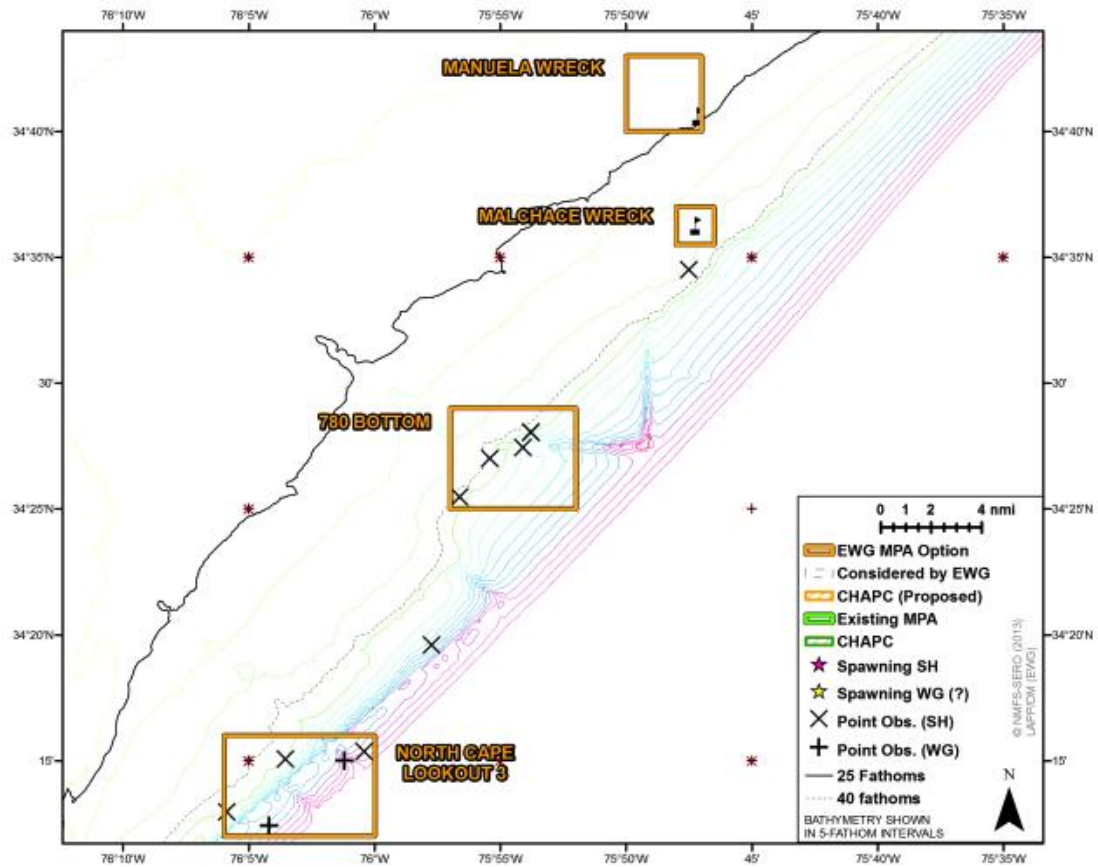 76°10'W 76°5'W 76°W 75°55'W 75°50'W 45' 75°40'W 75°35'W
MANUELA WRECK
34°40'N 34°40'N
MALCHACE WRECK
34°35'N 34°35'N
30' 30'
780 BOTTOM
34°25'N 34°25'N
0 1 2 4 nmi
EWG MPA Option
Considered by EWG
CHAPC (Proposed)
Existing MPA
CHAPC
Spawning SH
Spawning WG (?)
Point Obs. (SH)
Point Obs. (WG)
25 Fathoms
40 fathoms
BATHYMETRY SHOWN
IN 5-FATHOM INTERVALS
N
© NMFS-SERO (2013)
LAPP/DM (EWG)
34°20'N 34°20'N
NORTH CAPE
LOOKOUT 3
15' 15'
76°10'W 76°5'W 76°W 75°55'W 75°50'W 45' 75°40'W 75°35'W